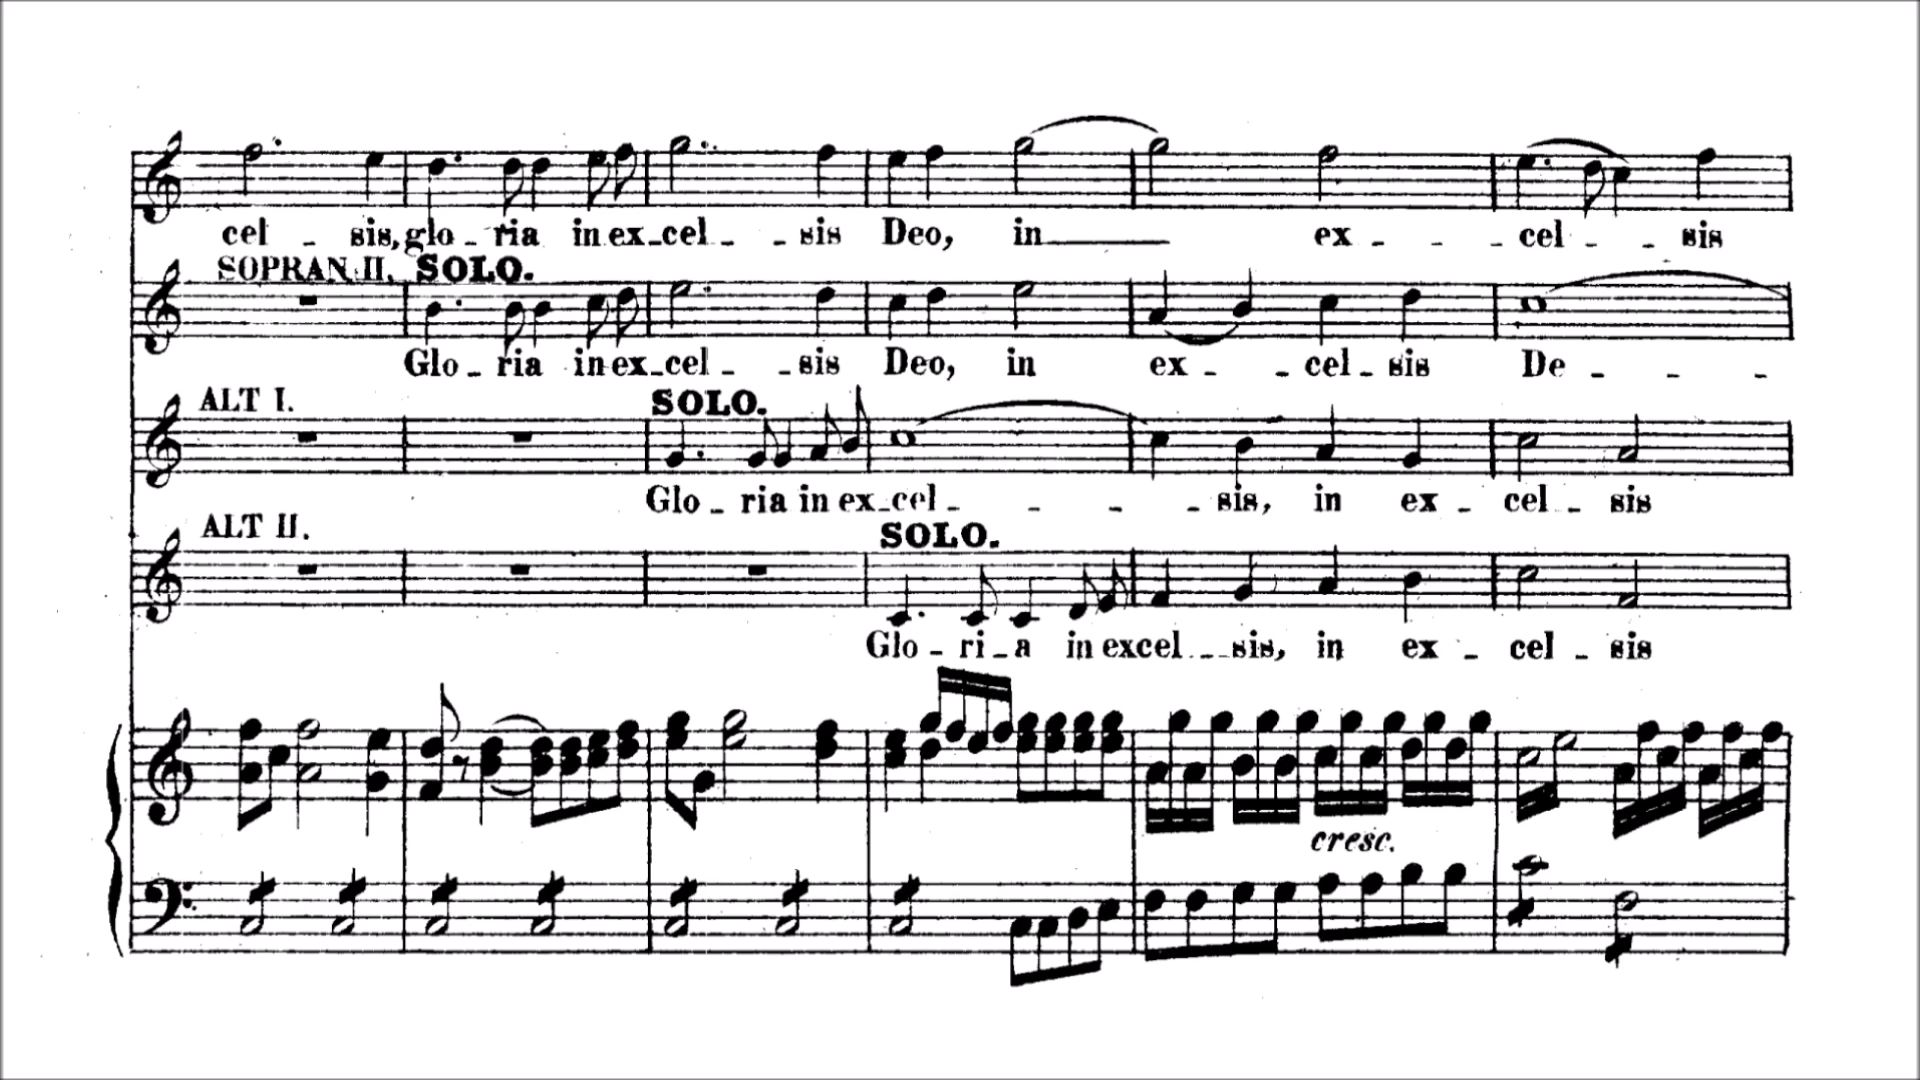 cel - sis, glo - ria in ex - cel - - sis Deo, in ex - - - cel - - sis
SOPRAN II. SOLO.
Glo - ria in ex - cel - - sis Deo, in ex - - cel - sis De - - -
ALT I. SOLO.
Glo - ria in ex - cel - - - - sis, in ex - cel - sis
ALT II. SOLO.
Glo - ri - a in excel - - sis, in ex - cel - sis
cresc.